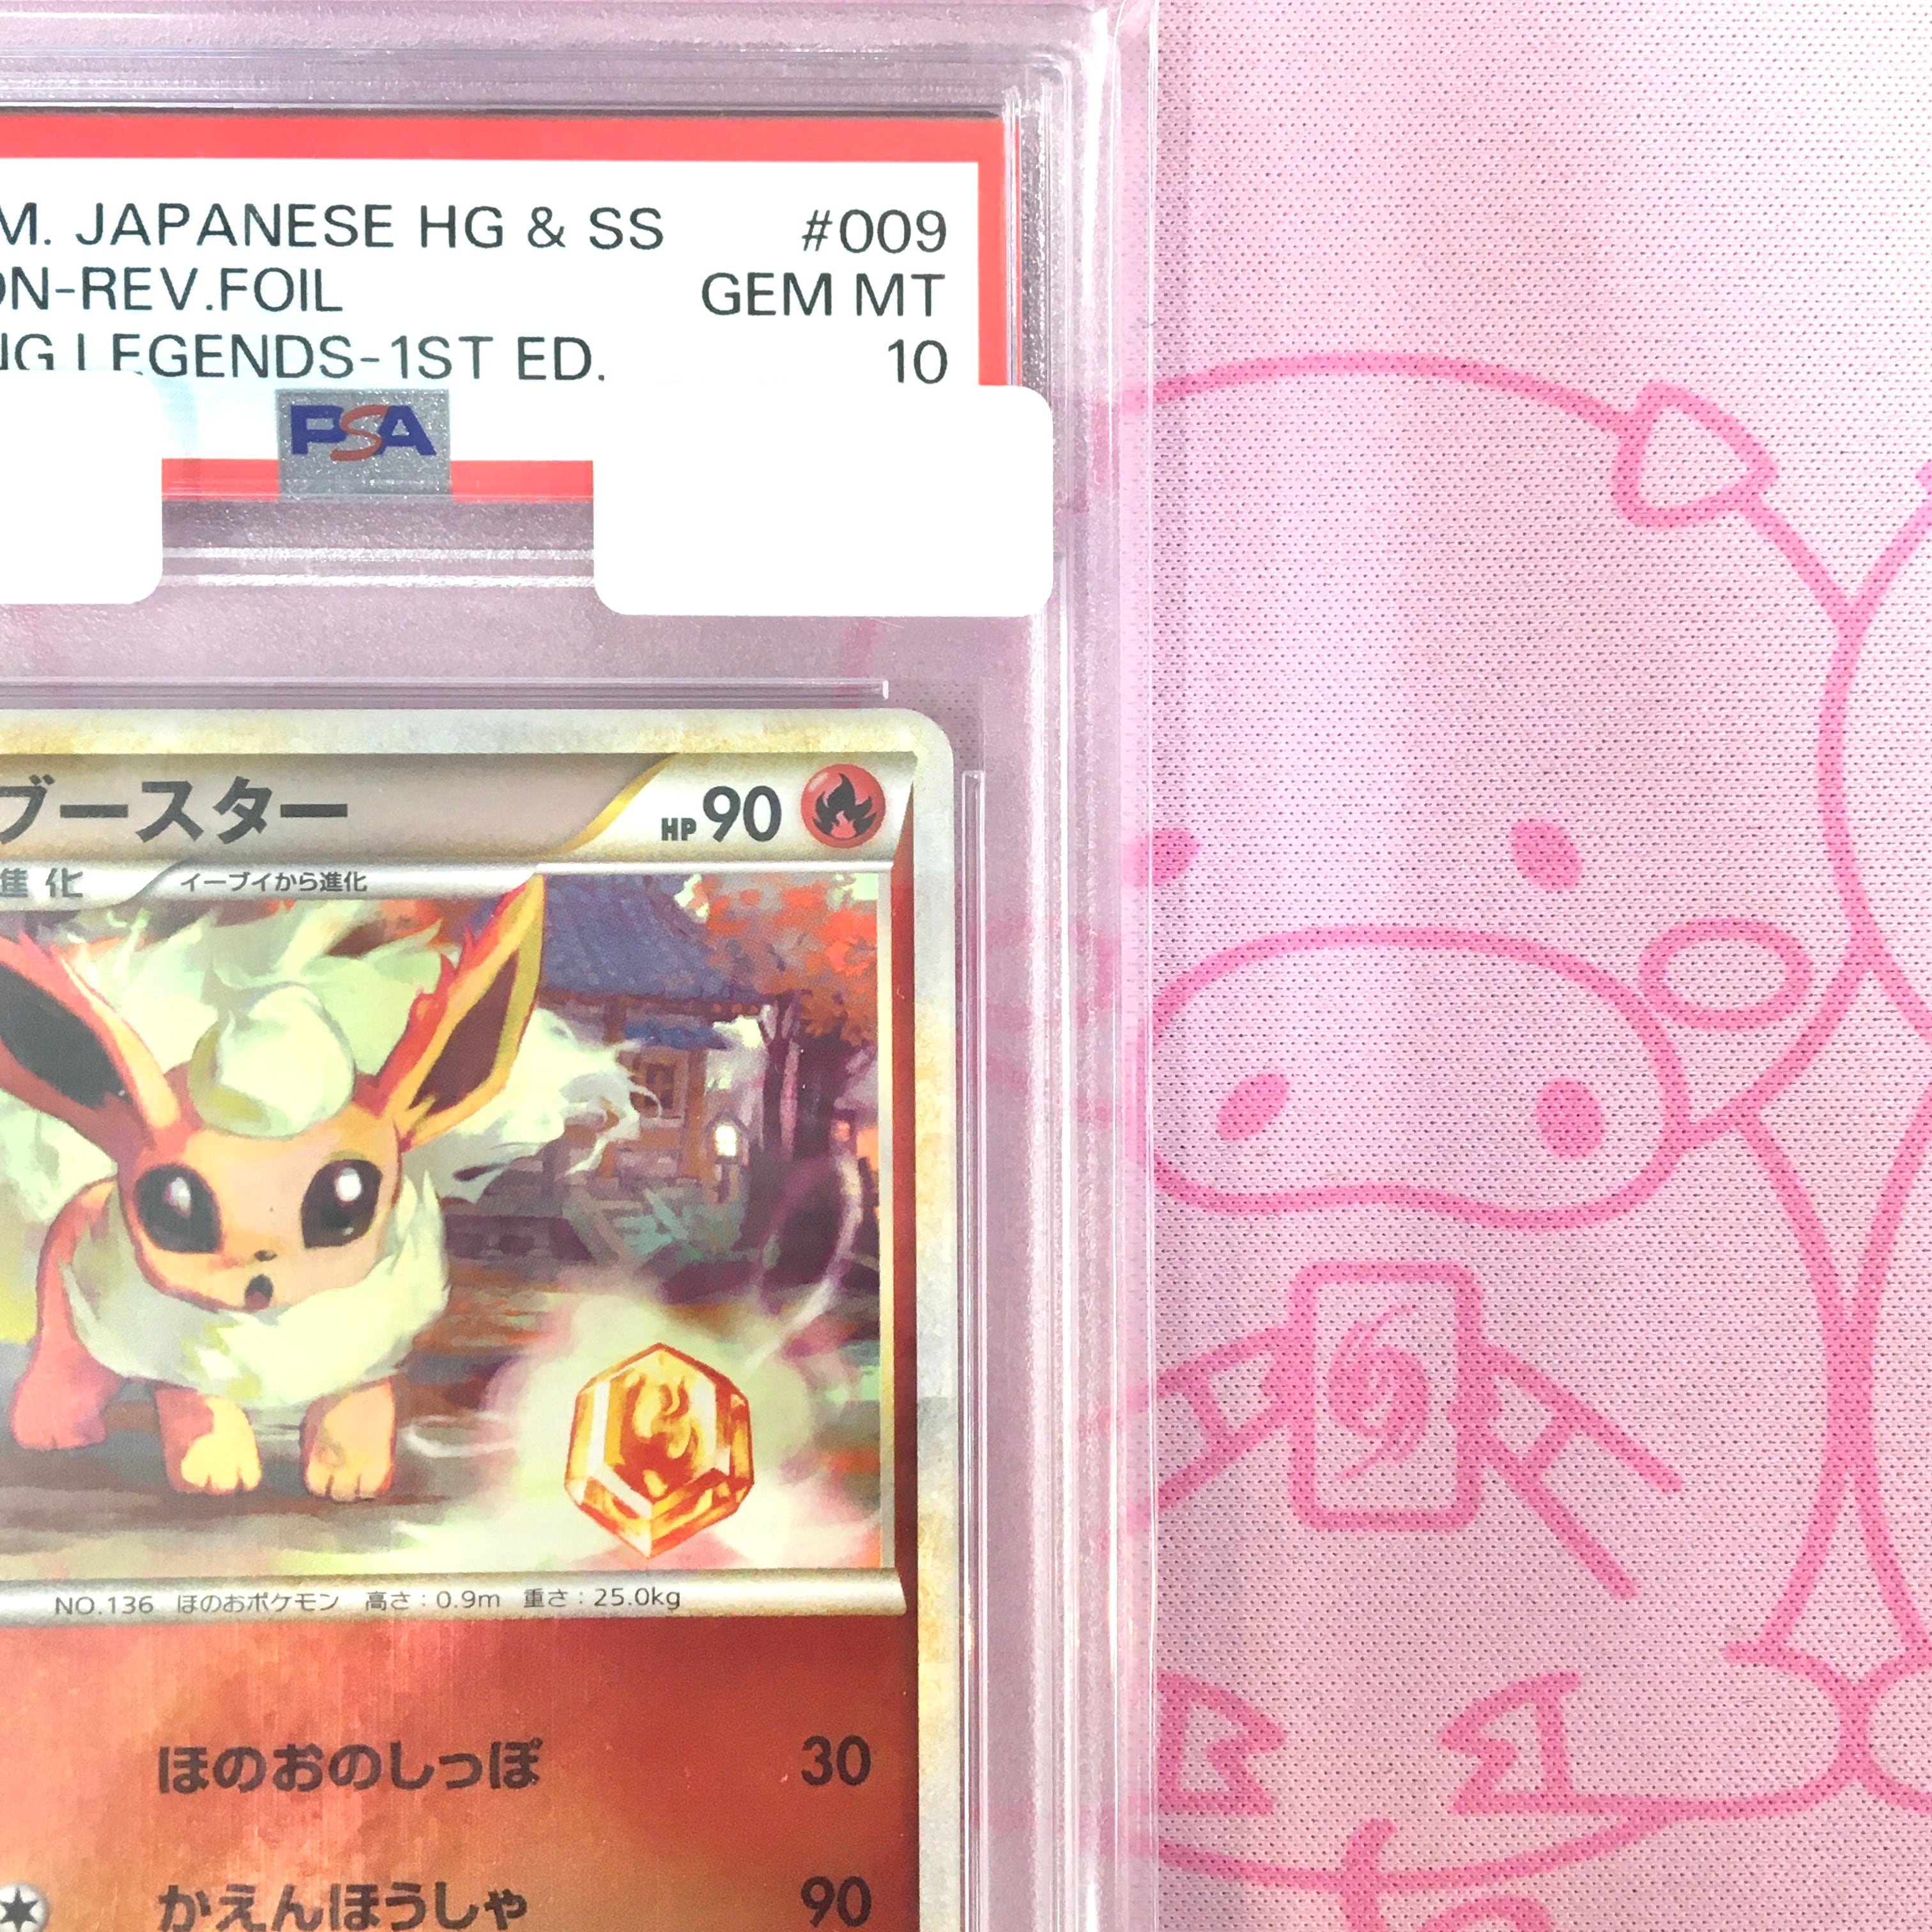 M. JAPANESE HG & SS #009
ON-REV.FOIL GEM MT
NG LEGENDS-1ST ED. 10
PSA
ブースター HP90
進化 イーブイから進化
NO.136 ほのおポケモン 高さ:0.9m 重さ:25.0kg
ほのおのしっぽ 30
かえんほうしゃ 90